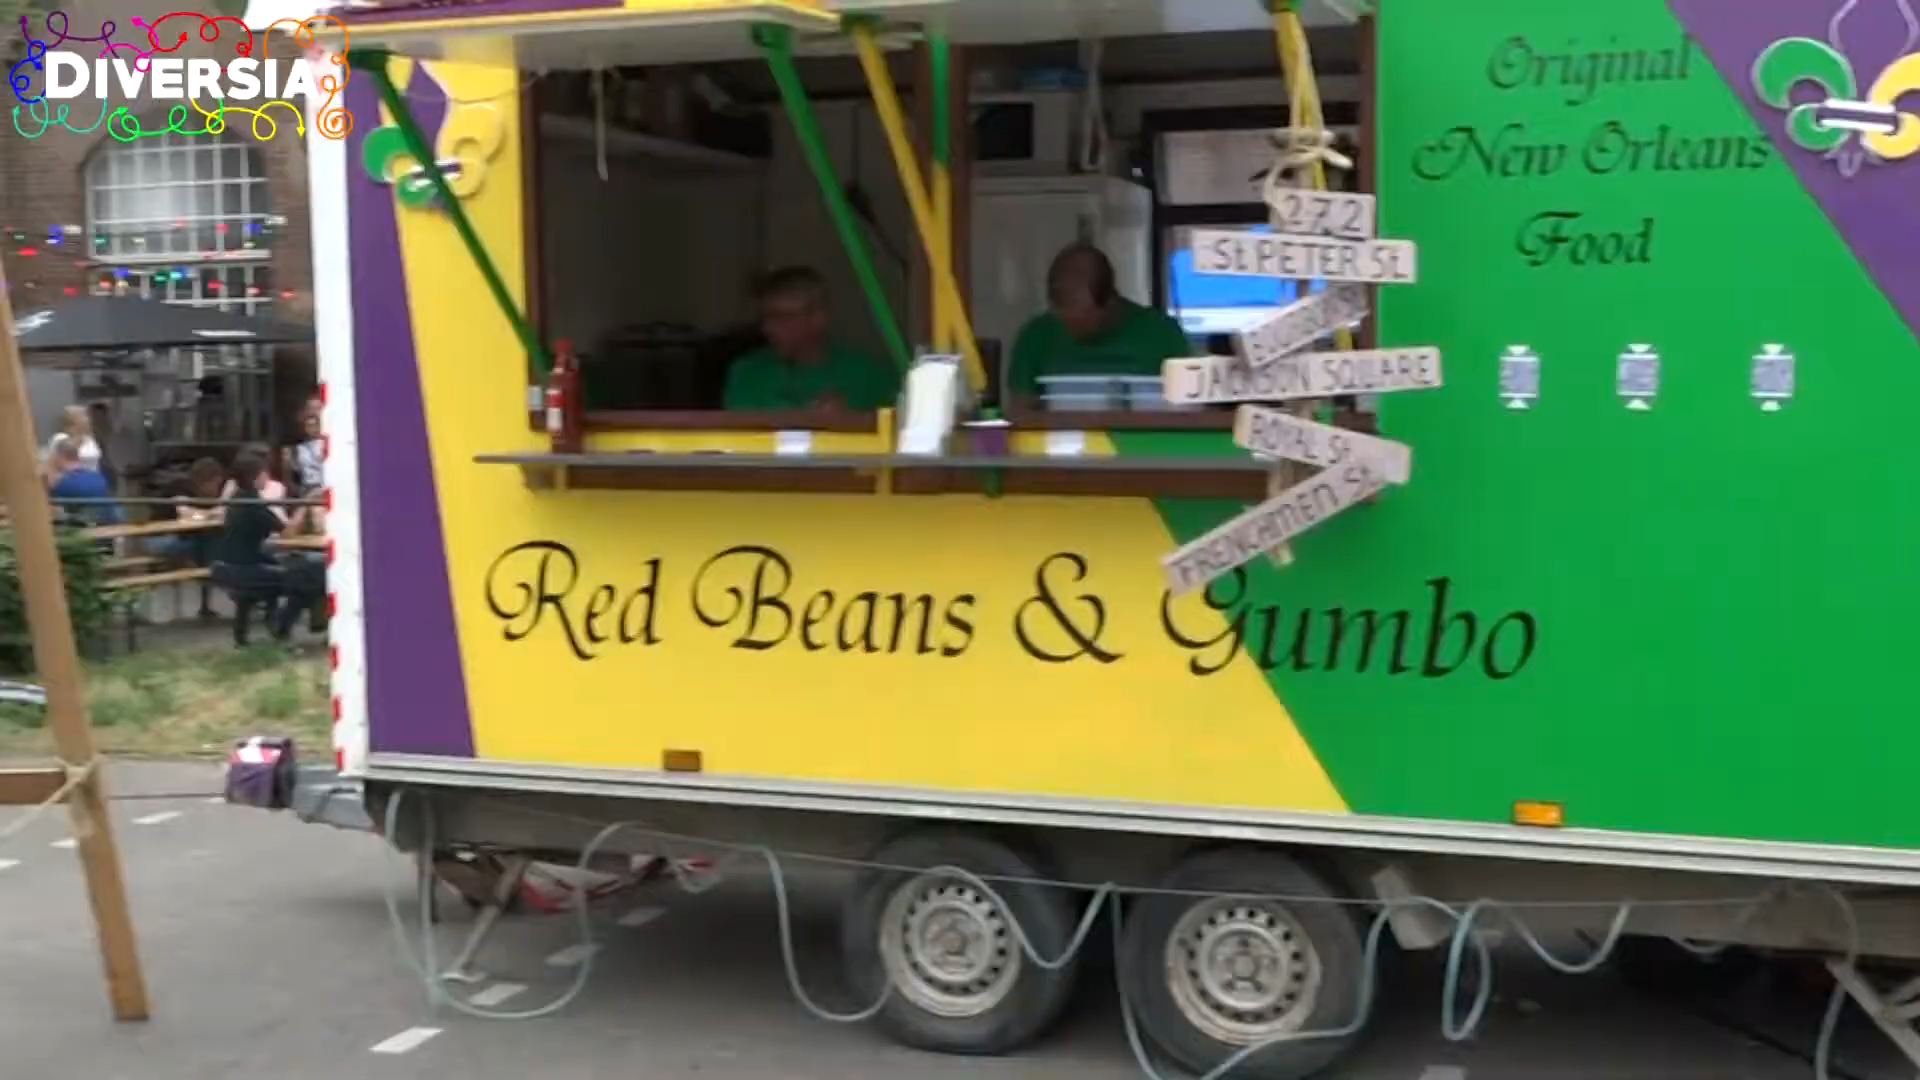 DIVERSIA
Original
New Orleans
Food
272
St PETER St.
JACKSON SQUARE
ROYAL St
FRENCHMEN St.
Red Beans & Gumbo